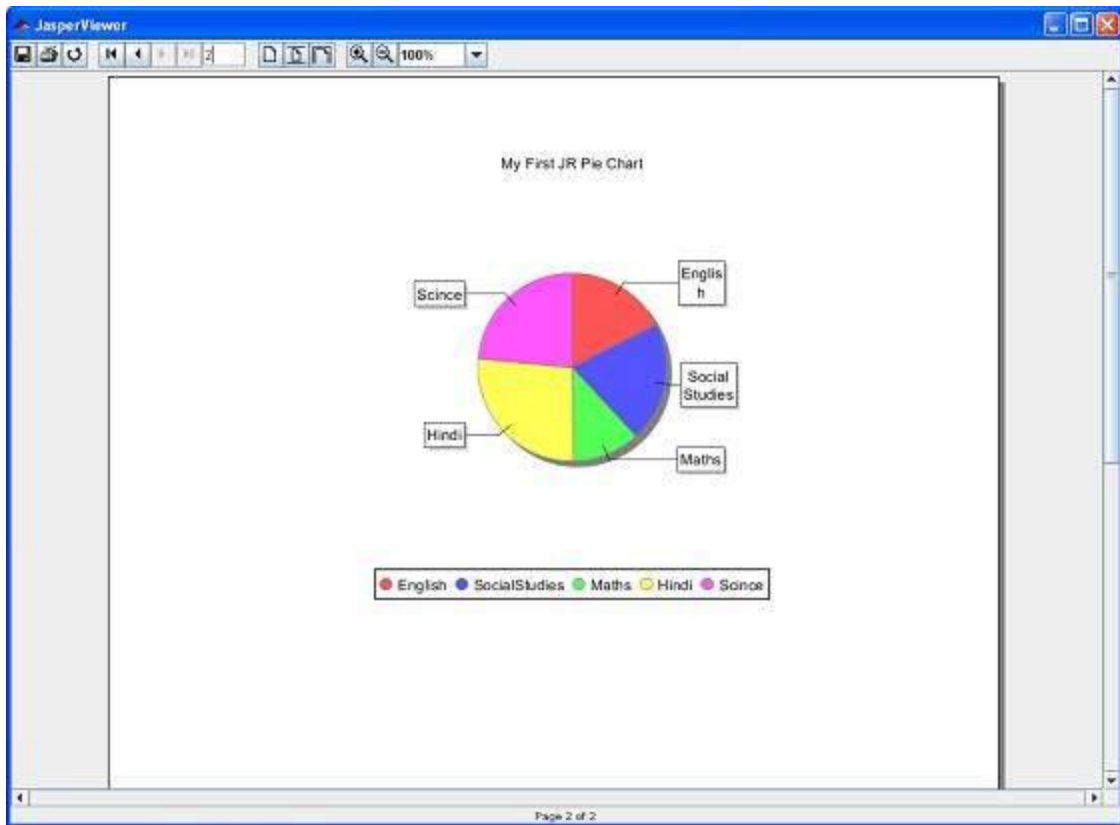 JasperViewer
2
100%
My First JR Pie Chart
Englis
h
Scince
Social
Studies
Hindi
Maths
English SocialStudies Maths Hindi Scince
Page 2 of 2